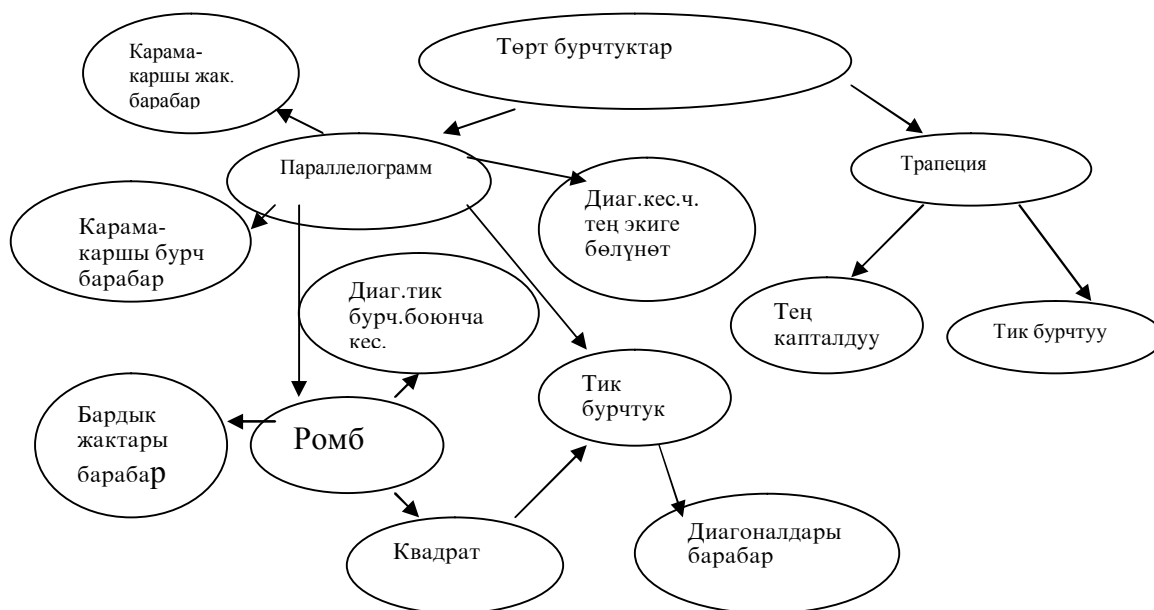 Карама-
каршы жак.
барабар
Төрт бурчтуктар
Параллелограмм
Трапеция
Карама-
каршы бурч
барабар
Диаг.кес.ч.
тең экиге
бөлүнөт
Диаг.тик
бурч.боюнча
кес.
Тең
капталдуу
Тик бурчтуу
Бардык
жактары
барабар
Ромб
Тик
бурчтук
Квадрат
Диагоналдары
барабар